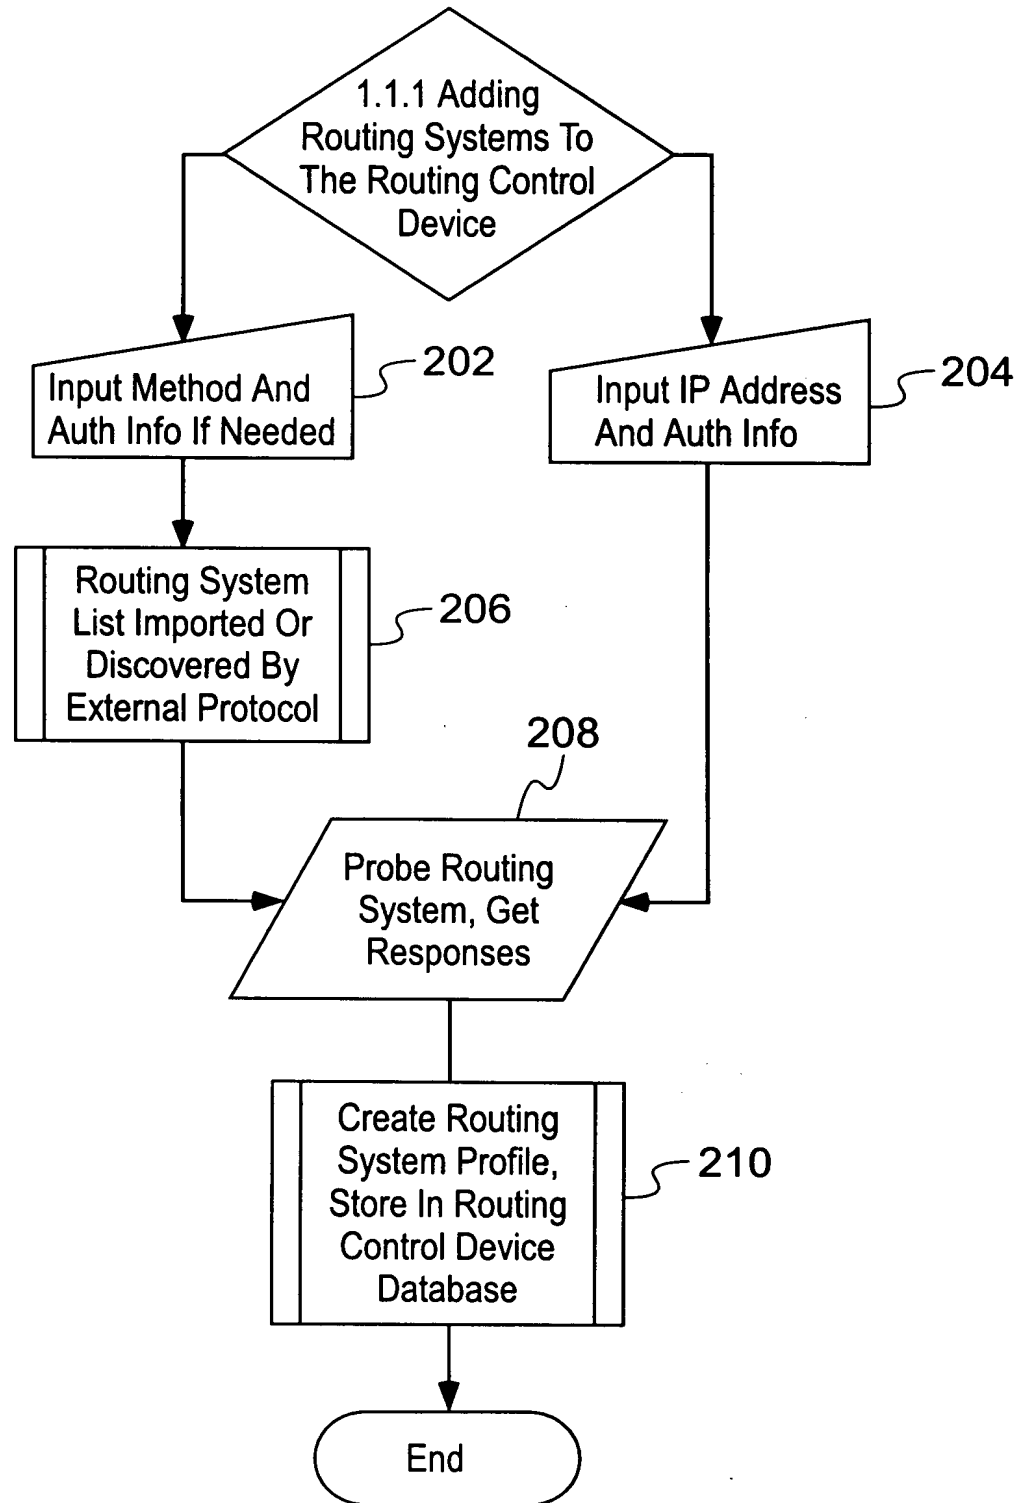 1.1.1 Adding
Routing Systems To
The Routing Control
Device
Input Method And
Auth Info If Needed
202
Input IP Address
And Auth Info
204
Routing System
List Imported Or
Discovered By
External Protocol
206
208
Probe Routing
System, Get
Responses
Create Routing
System Profile,
Store In Routing
Control Device
Database
210
End